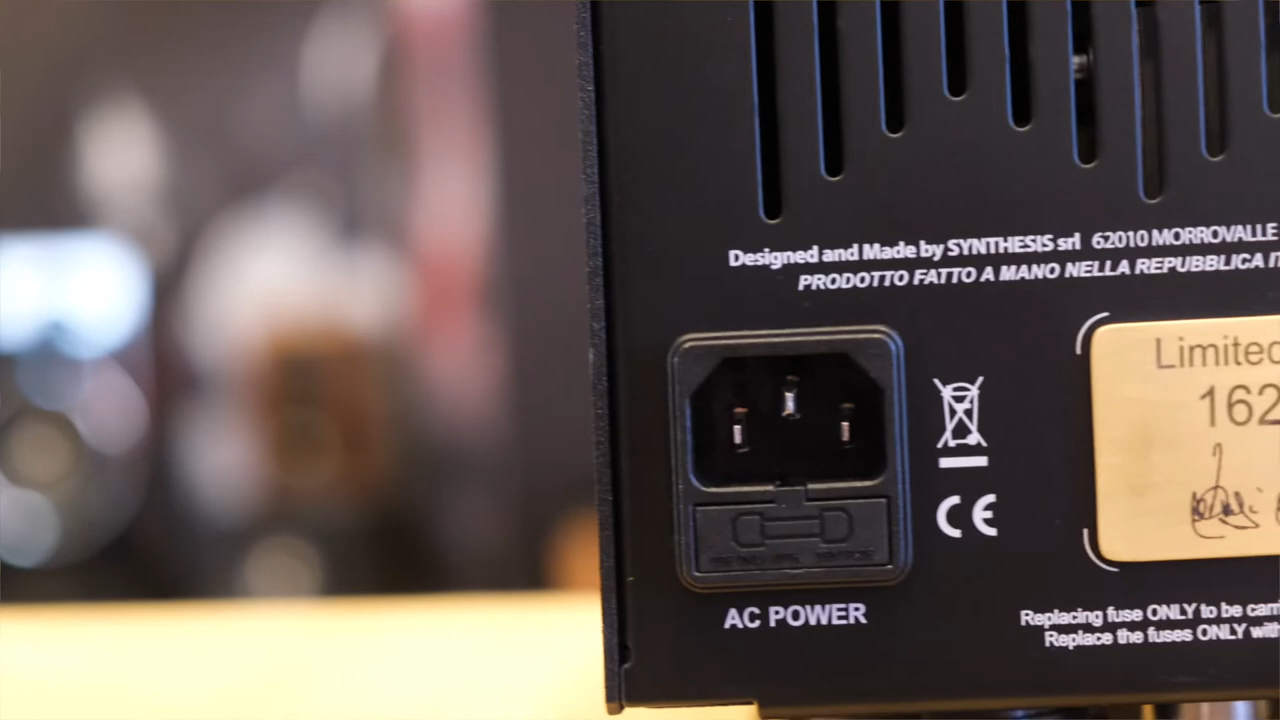 Designed and Made by SYNTHESIS srl 62010 MORROVALLE
PRODOTTO FATTO A MANO NELLA REPUBBLICA
AC POWER
CE
Limited
162
Replacing fuse ONLY to be
Replace the fuses ONLY with